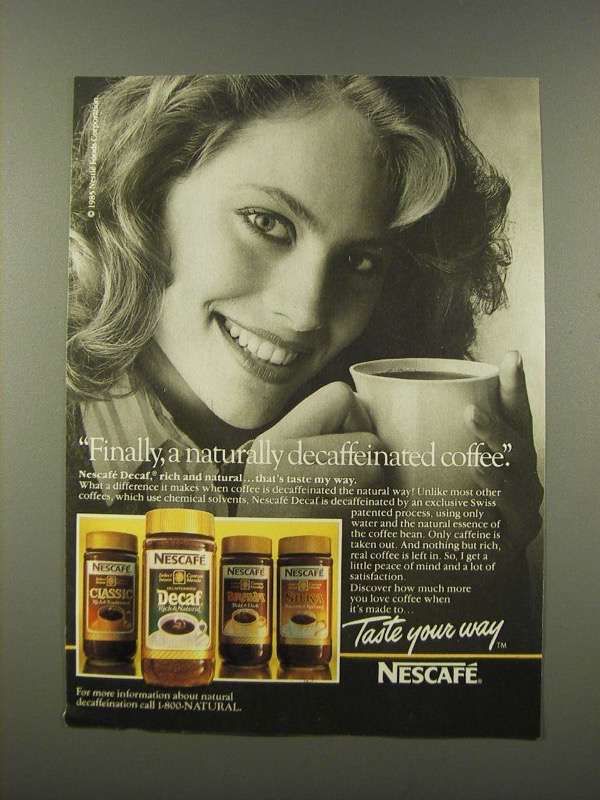 © 1985 Nestlé Foods Corporation
“Finally, a naturally decaffeinated coffee.”
Nescafé Decaf,® rich and natural...that's taste my way.
What a difference it makes when coffee is decaffeinated the natural way! Unlike most other
coffees, which use chemical solvents, Nescafé Decaf is decaffeinated by an exclusive Swiss
patented process, using only
water and the natural essence of
the coffee bean. Only caffeine is
taken out. And nothing but rich,
real coffee is left in. So, I get a
little peace of mind and a lot of
satisfaction.
Discover how much more
you love coffee when
it's made to...
Taste your way™
NESCAFÉ®
NESCAFÉ
CLASSIC
NESCAFÉ
DECAFFEINATED
Decaf
Rich & Natural
NESCAFÉ
NESCAFÉ
SILKA
For more information about natural
decaffeination call 1-800-NATURAL.